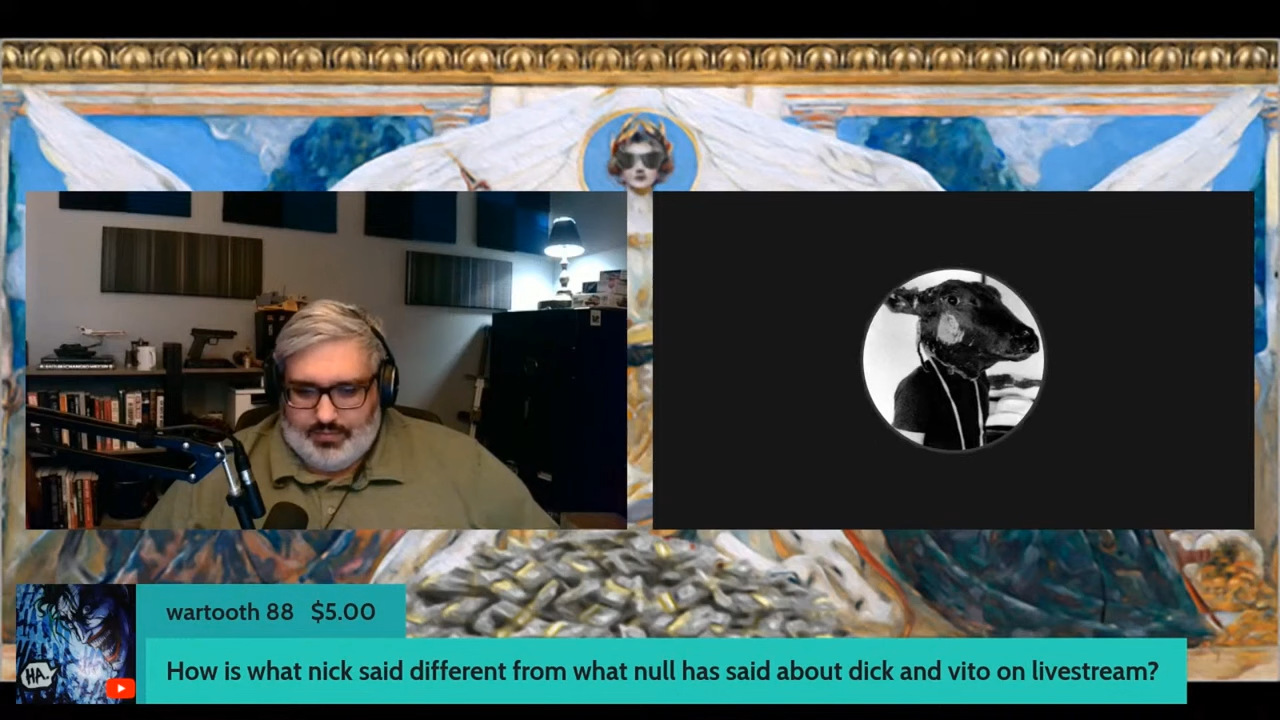 wartooth 88 $5.00
HA.
How is what nick said different from what null has said about dick and vito on livestream?